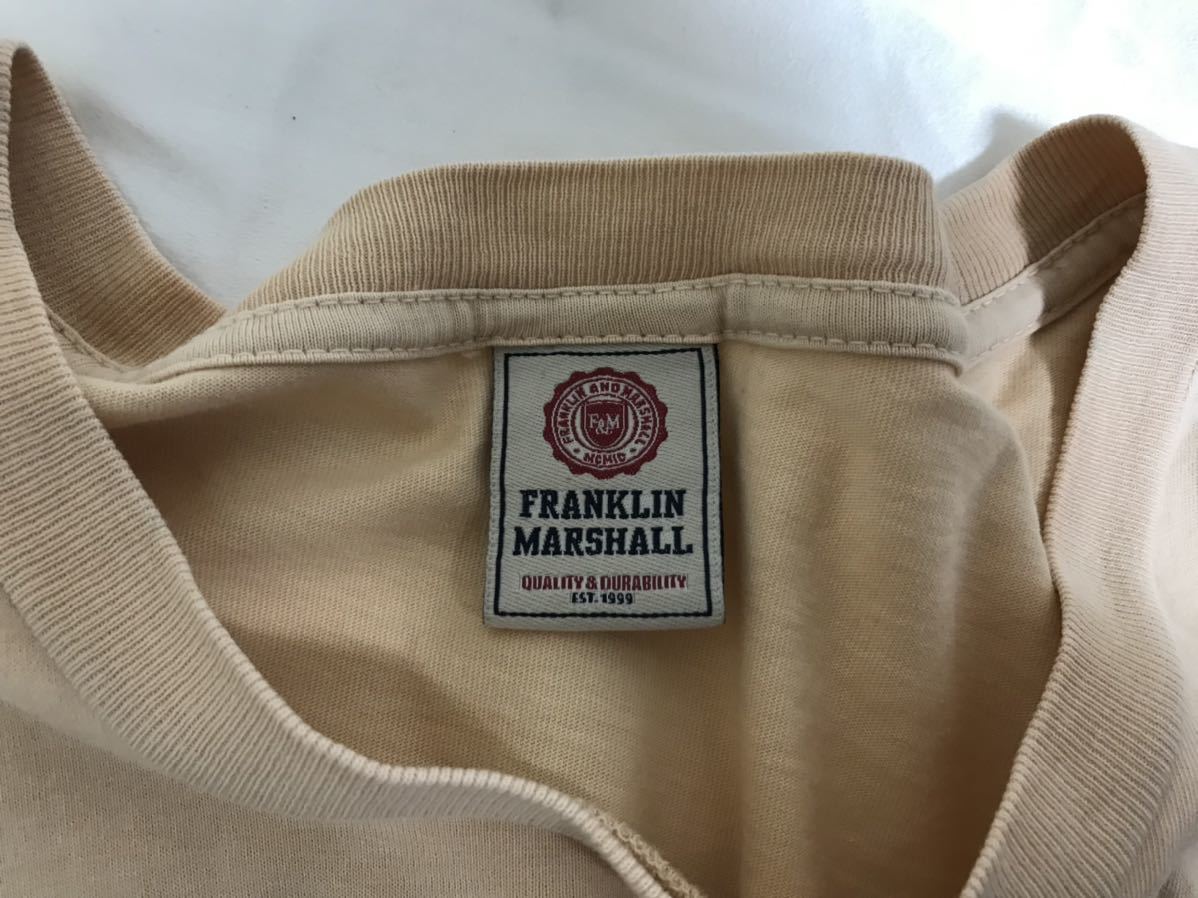 FRANKLIN AND MARSHALL
F&M
MCMIC
FRANKLIN
MARSHALL
QUALITY & DURABILITY
EST. 1999